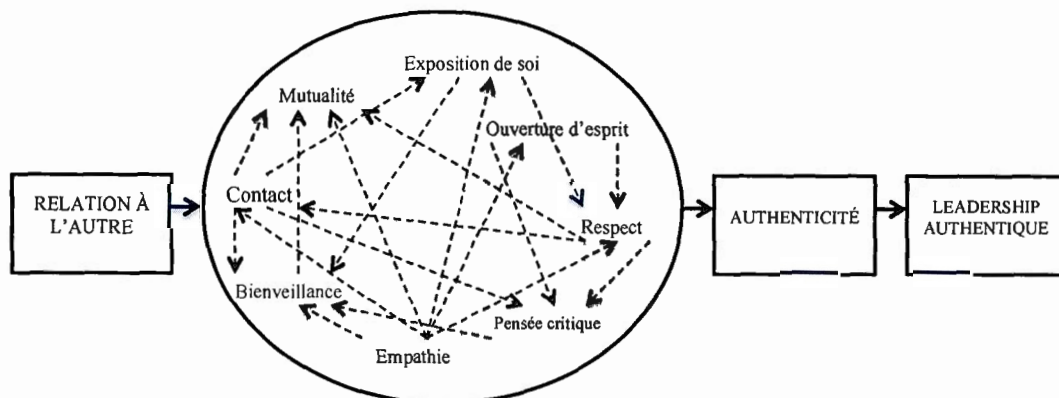 RELATION À
L'AUTRE
Exposition de soi
Mutualité
Ouverture d'esprit
Contact
Respect
Bienveillance
Pensée critique
Empathie
AUTHENTICITÉ
LEADERSHIP
AUTHENTIQUE